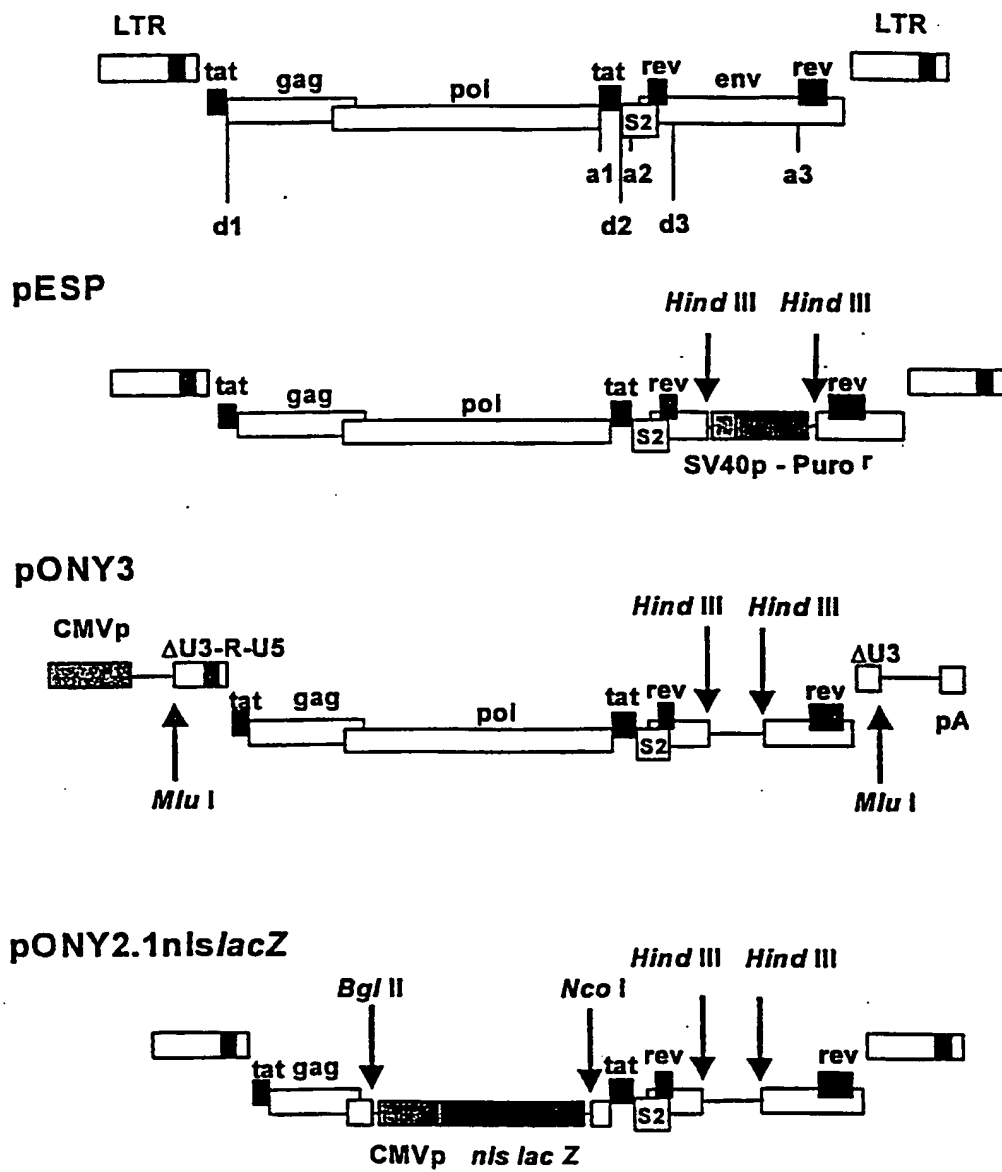 LTR LTR
tat gag pol tat rev env rev
S2
a1 a2 a3
d1 d2 d3
pESP
Hind III Hind III
tat gag pol tat rev rev
S2
SV40p - Puro r
pONY3
Hind III Hind III
CMVp ΔU3-R-U5 ΔU3
tat gag pol tat rev rev
S2 pA
Mlu I Mlu I
pONY2.1nlslacZ
Hind III Hind III
Bgl II Nco I
tat gag tat rev rev
S2
CMVp nls lac Z